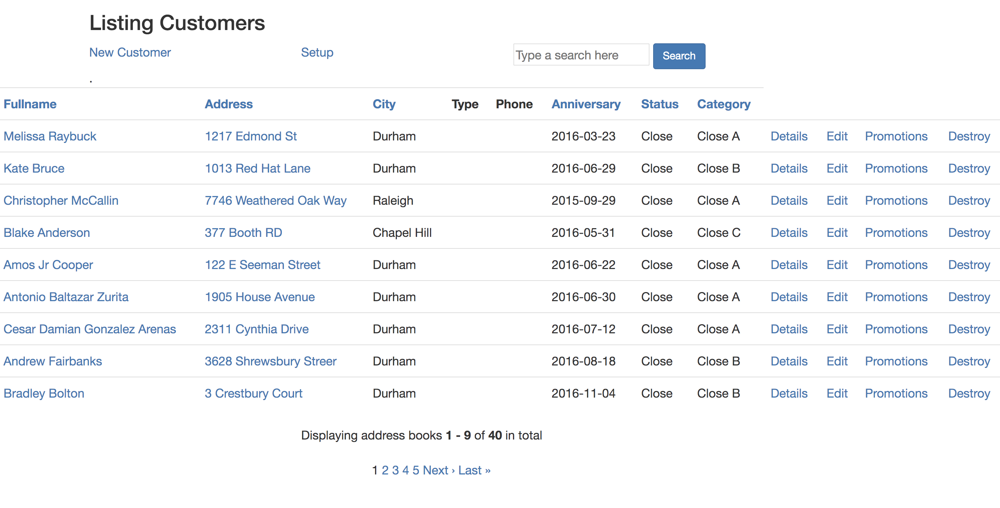 Listing Customers
New Customer Setup Type a search here Search
.
Fullname Address City Type Phone Anniversary Status Category
Melissa Raybuck 1217 Edmond St Durham 2016-03-23 Close Close A Details Edit Promotions Destroy
Kate Bruce 1013 Red Hat Lane Durham 2016-06-29 Close Close B Details Edit Promotions Destroy
Christopher McCallin 7746 Weathered Oak Way Raleigh 2015-09-29 Close Close A Details Edit Promotions Destroy
Blake Anderson 377 Booth RD Chapel Hill 2016-05-31 Close Close C Details Edit Promotions Destroy
Amos Jr Cooper 122 E Seeman Street Durham 2016-06-22 Close Close A Details Edit Promotions Destroy
Antonio Baltazar Zurita 1905 House Avenue Durham 2016-06-30 Close Close A Details Edit Promotions Destroy
Cesar Damian Gonzalez Arenas 2311 Cynthia Drive Durham 2016-07-12 Close Close A Details Edit Promotions Destroy
Andrew Fairbanks 3628 Shrewsbury Streer Durham 2016-08-18 Close Close B Details Edit Promotions Destroy
Bradley Bolton 3 Crestbury Court Durham 2016-11-04 Close Close B Details Edit Promotions Destroy
Displaying address books 1 - 9 of 40 in total
1 2 3 4 5 Next › Last »